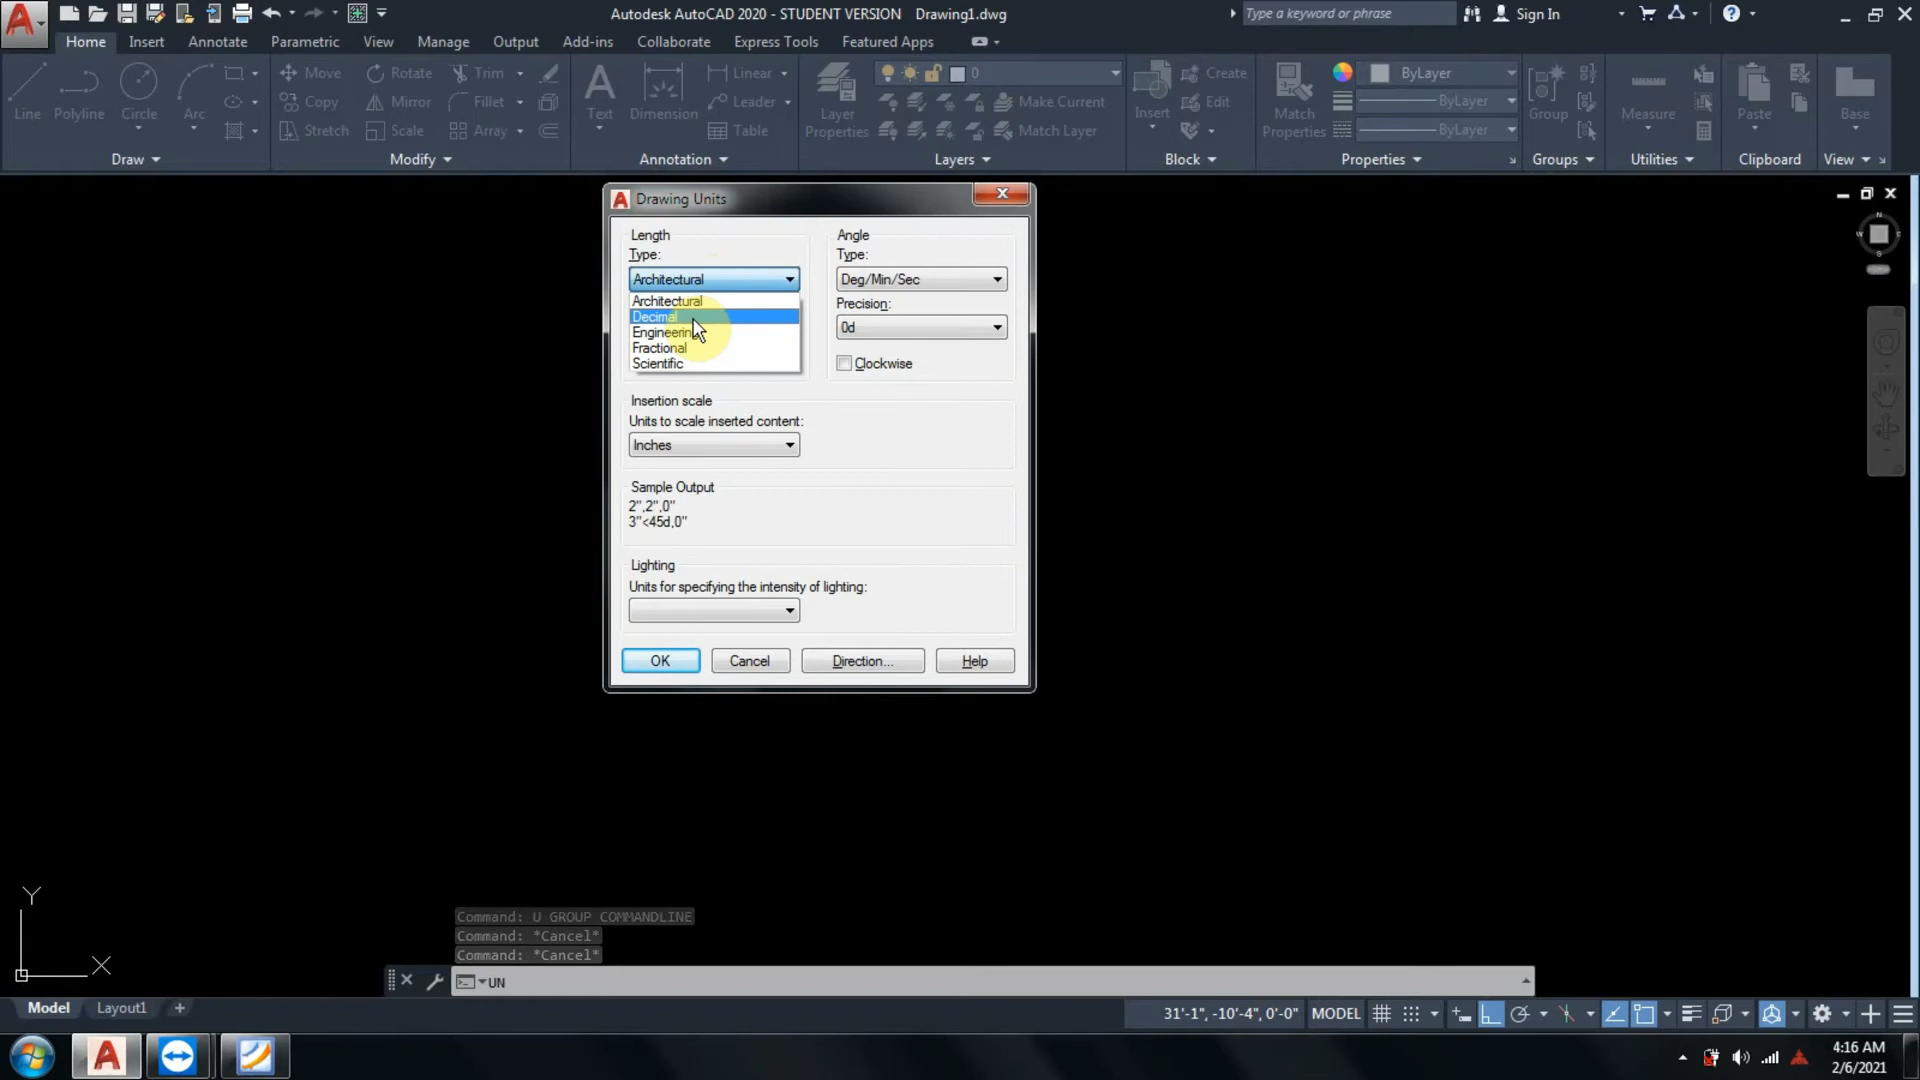 Autodesk AutoCAD 2020 - STUDENT VERSION Drawing1.dwg
Type a keyword or phrase
Sign In
Home Insert Annotate Parametric View Manage Output Add-ins Collaborate Express Tools Featured Apps
Line Polyline Circle Arc
Move Rotate Trim
Copy Mirror Fillet
Stretch Scale Array
Text Dimension
Linear
Leader
Table
Layer Properties
0
Make Current
Match Layer
Insert
Create
Edit
Match Properties
ByLayer
ByLayer
ByLayer
Group
Measure
Paste
Base
Draw Modify Annotation Layers Block Properties Groups Utilities Clipboard View
Drawing Units
Length
Type:
Architectural
Architectural
Decimal
Engineering
Fractional
Scientific
Angle
Type:
Deg/Min/Sec
Precision:
0d
Clockwise
Insertion scale
Units to scale inserted content:
Inches
Sample Output
2",2",0"
3"<45d,0"
Lighting
Units for specifying the intensity of lighting:
OK Cancel Direction... Help
N
W
S
Y
X
Command: U GROUP COMMANDLINE
Command: *Cancel*
Command: *Cancel*
UN
Model Layout1
31'-1", -10'-4", 0'-0" MODEL
4:16 AM
2/6/2021